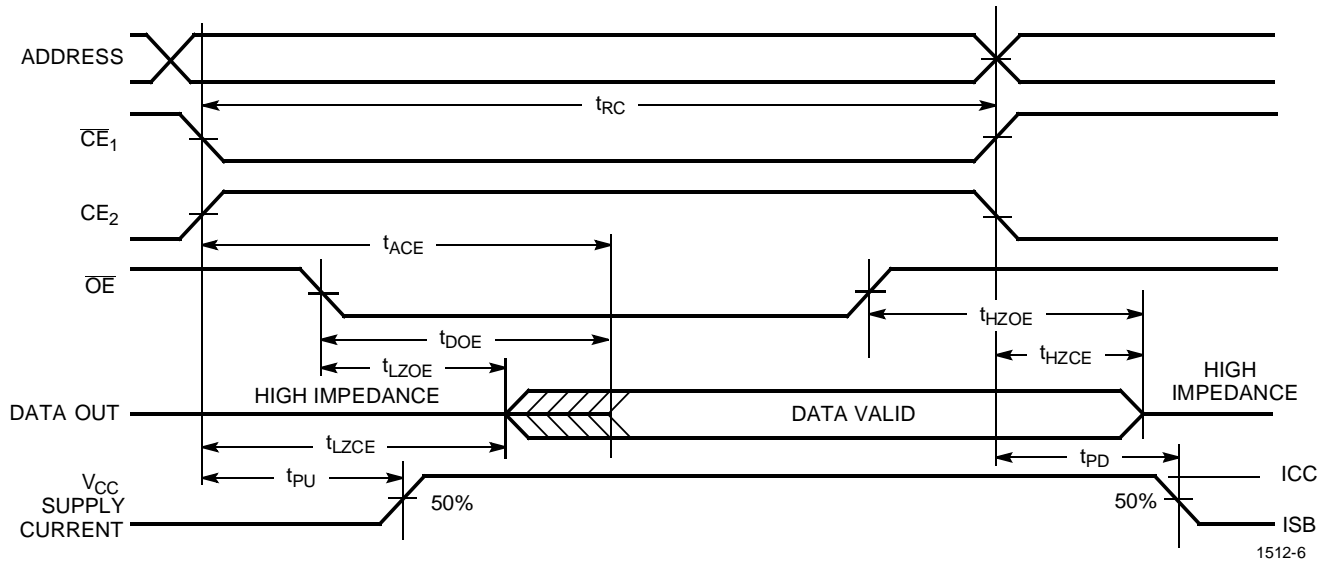 ADDRESS
tRC
CE1
CE2
tACE
OE
tHZOE
tDOE
tHZCE
tLZOE
HIGH
IMPEDANCE
HIGH IMPEDANCE
DATA OUT
DATA VALID
tLZCE
tPD
tPU
ICC
VCC
SUPPLY
CURRENT
50%
50%
ISB
1512-6